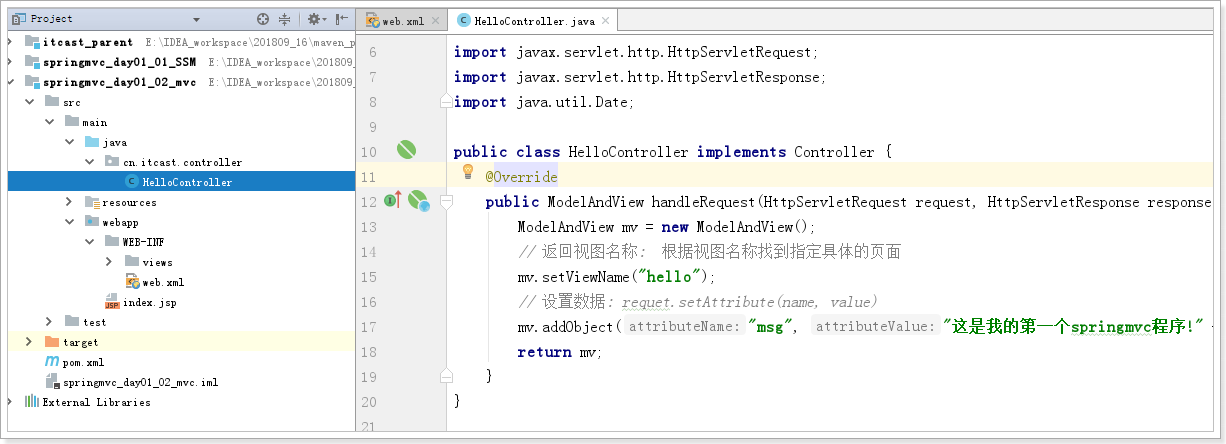 Project
itcast_parent E:\IDEA_workspace\201809_16\maven_p
springmvc_day01_01_SSM E:\IDEA_workspace\201809_
springmvc_day01_02_mvc E:\IDEA_workspace\201809_
src
main
java
cn.itcast.controller
HelloController
resources
webapp
WEB-INF
views
web.xml
index.jsp
test
target
pom.xml
springmvc_day01_02_mvc.iml
External Libraries
web.xml HelloController.java
6 import javax.servlet.http.HttpServletRequest;
7 import javax.servlet.http.HttpServletResponse;
8 import java.util.Date;
9
10 public class HelloController implements Controller {
11 @Override
12 public ModelAndView handleRequest(HttpServletRequest request, HttpServletResponse response
13 ModelAndView mv = new ModelAndView();
14 // 返回视图名称： 根据视图名称找到指定具体的页面
15 mv.setViewName("hello");
16 // 设置数据：requet.setAttribute(name, value)
17 mv.addObject( attributeName: "msg", attributeValue: "这是我的第一个springmvc程序!"
18 return mv;
19 }
20 }
21